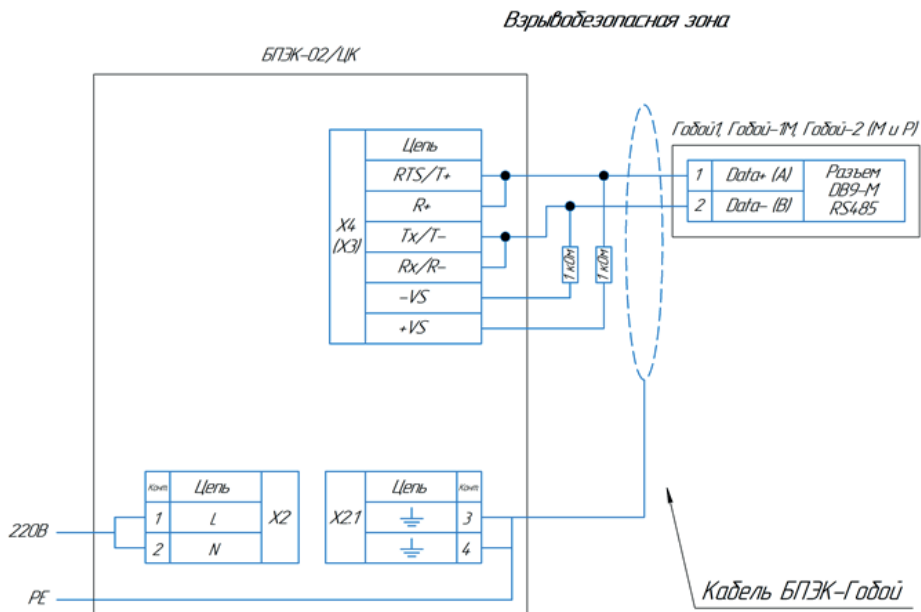 Взрывобезопасная зона
БПЭК-02/ЦК
Гобой1, Гобой-1М, Гобой-2 (М и Р)
X4
(X3)
Цепь
RTS/T+
R+
Tx/T-
Rx/R-
-VS
+VS
1 кОм
1 кОм
1
Data+ (A)
2
Data- (B)
Разъем
DB9-M
RS485
Конт.
Цепь
X2
1
L
2
N
X2.1
Цепь
Конт.
3
4
220В
PE
Кабель БПЭК-Гобой